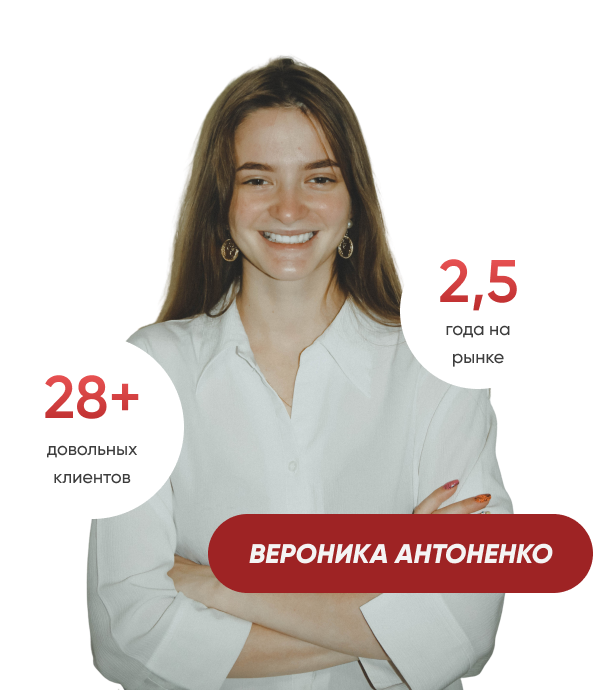 2,5
года на
рынке
28+
довольных
клиентов
ВЕРОНИКА АНТОНЕНКО